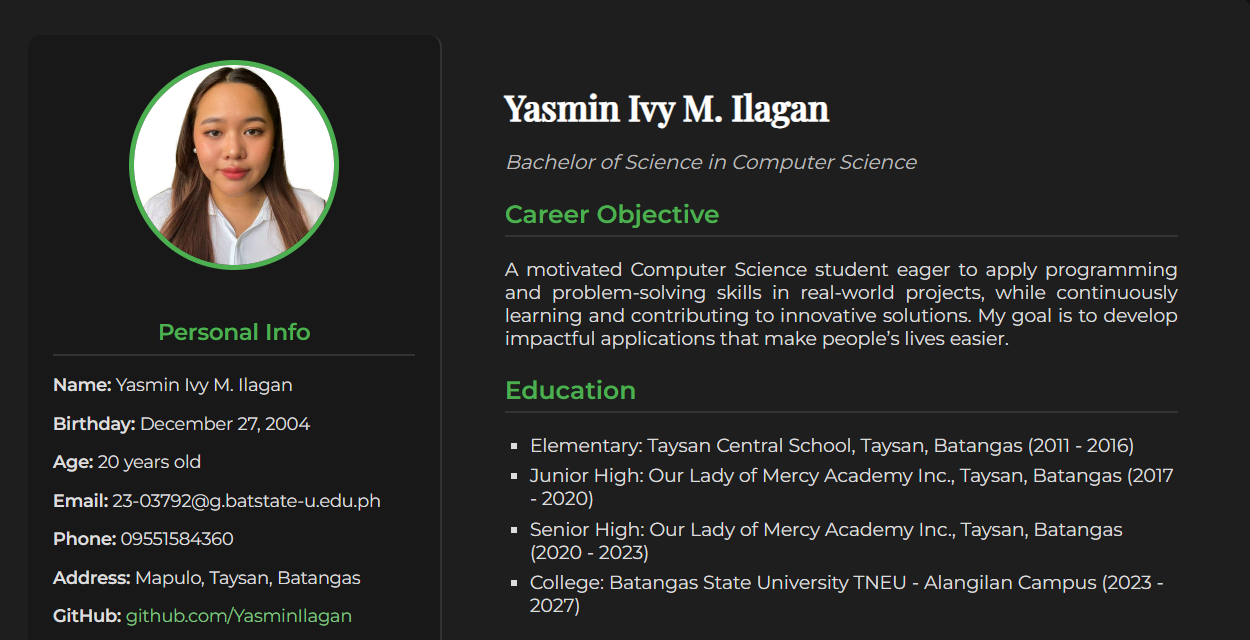 Personal Info
Name: Yasmin Ivy M. Ilagan
Birthday: December 27, 2004
Age: 20 years old
Email: 23-03792@g.batstate-u.edu.ph
Phone: 09551584360
Address: Mapulo, Taysan, Batangas
GitHub: github.com/YasminIlagan
Yasmin Ivy M. Ilagan
Bachelor of Science in Computer Science
Career Objective
A motivated Computer Science student eager to apply programming
and problem-solving skills in real-world projects, while continuously
learning and contributing to innovative solutions. My goal is to develop
impactful applications that make people’s lives easier.
Education
▪ Elementary: Taysan Central School, Taysan, Batangas (2011 - 2016)
▪ Junior High: Our Lady of Mercy Academy Inc., Taysan, Batangas (2017
- 2020)
▪ Senior High: Our Lady of Mercy Academy Inc., Taysan, Batangas
(2020 - 2023)
▪ College: Batangas State University TNEU - Alangilan Campus (2023 -
2027)